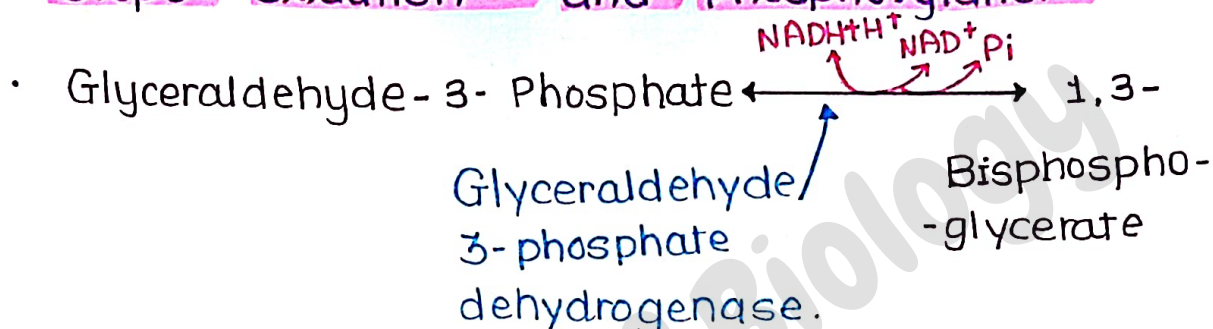 NADH+H⁺ NAD⁺ Pi
• Glyceraldehyde-3-Phosphate 1,3-
Bisphospho-
-glycerate
Glyceraldehyde
3-phosphate
dehydrogenase.
Biology